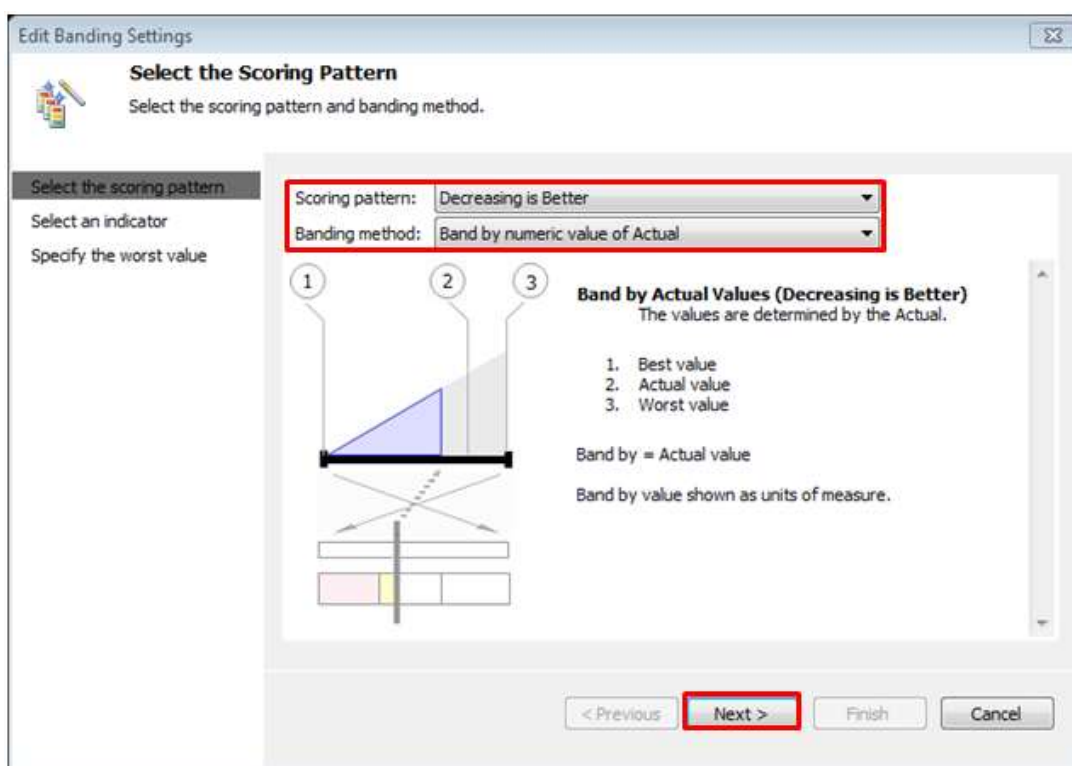 Edit Banding Settings
Select the Scoring Pattern
Select the scoring pattern and banding method.
Select the scoring pattern
Select an indicator
Specify the worst value
Scoring pattern: Decreasing is Better
Banding method: Band by numeric value of Actual
1 2 3
Band by Actual Values (Decreasing is Better)
The values are determined by the Actual.
1. Best value
2. Actual value
3. Worst value
Band by = Actual value
Band by value shown as units of measure.
< Previous Next > Finish Cancel